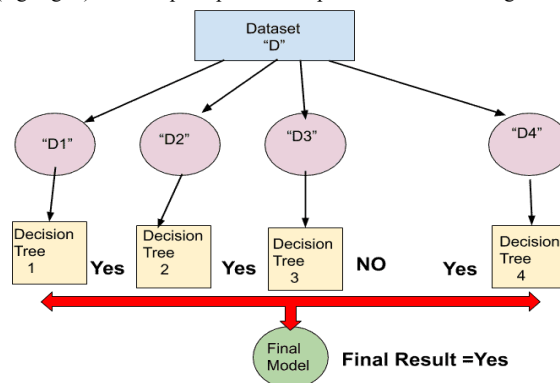 Dataset
"D"
"D1"
"D2"
"D3"
"D4"
Decision
Tree
1
Yes
Decision
Tree
2
Yes
Decision
Tree
3
NO
Yes
Decision
Tree
4
Final
Model
Final Result =Yes